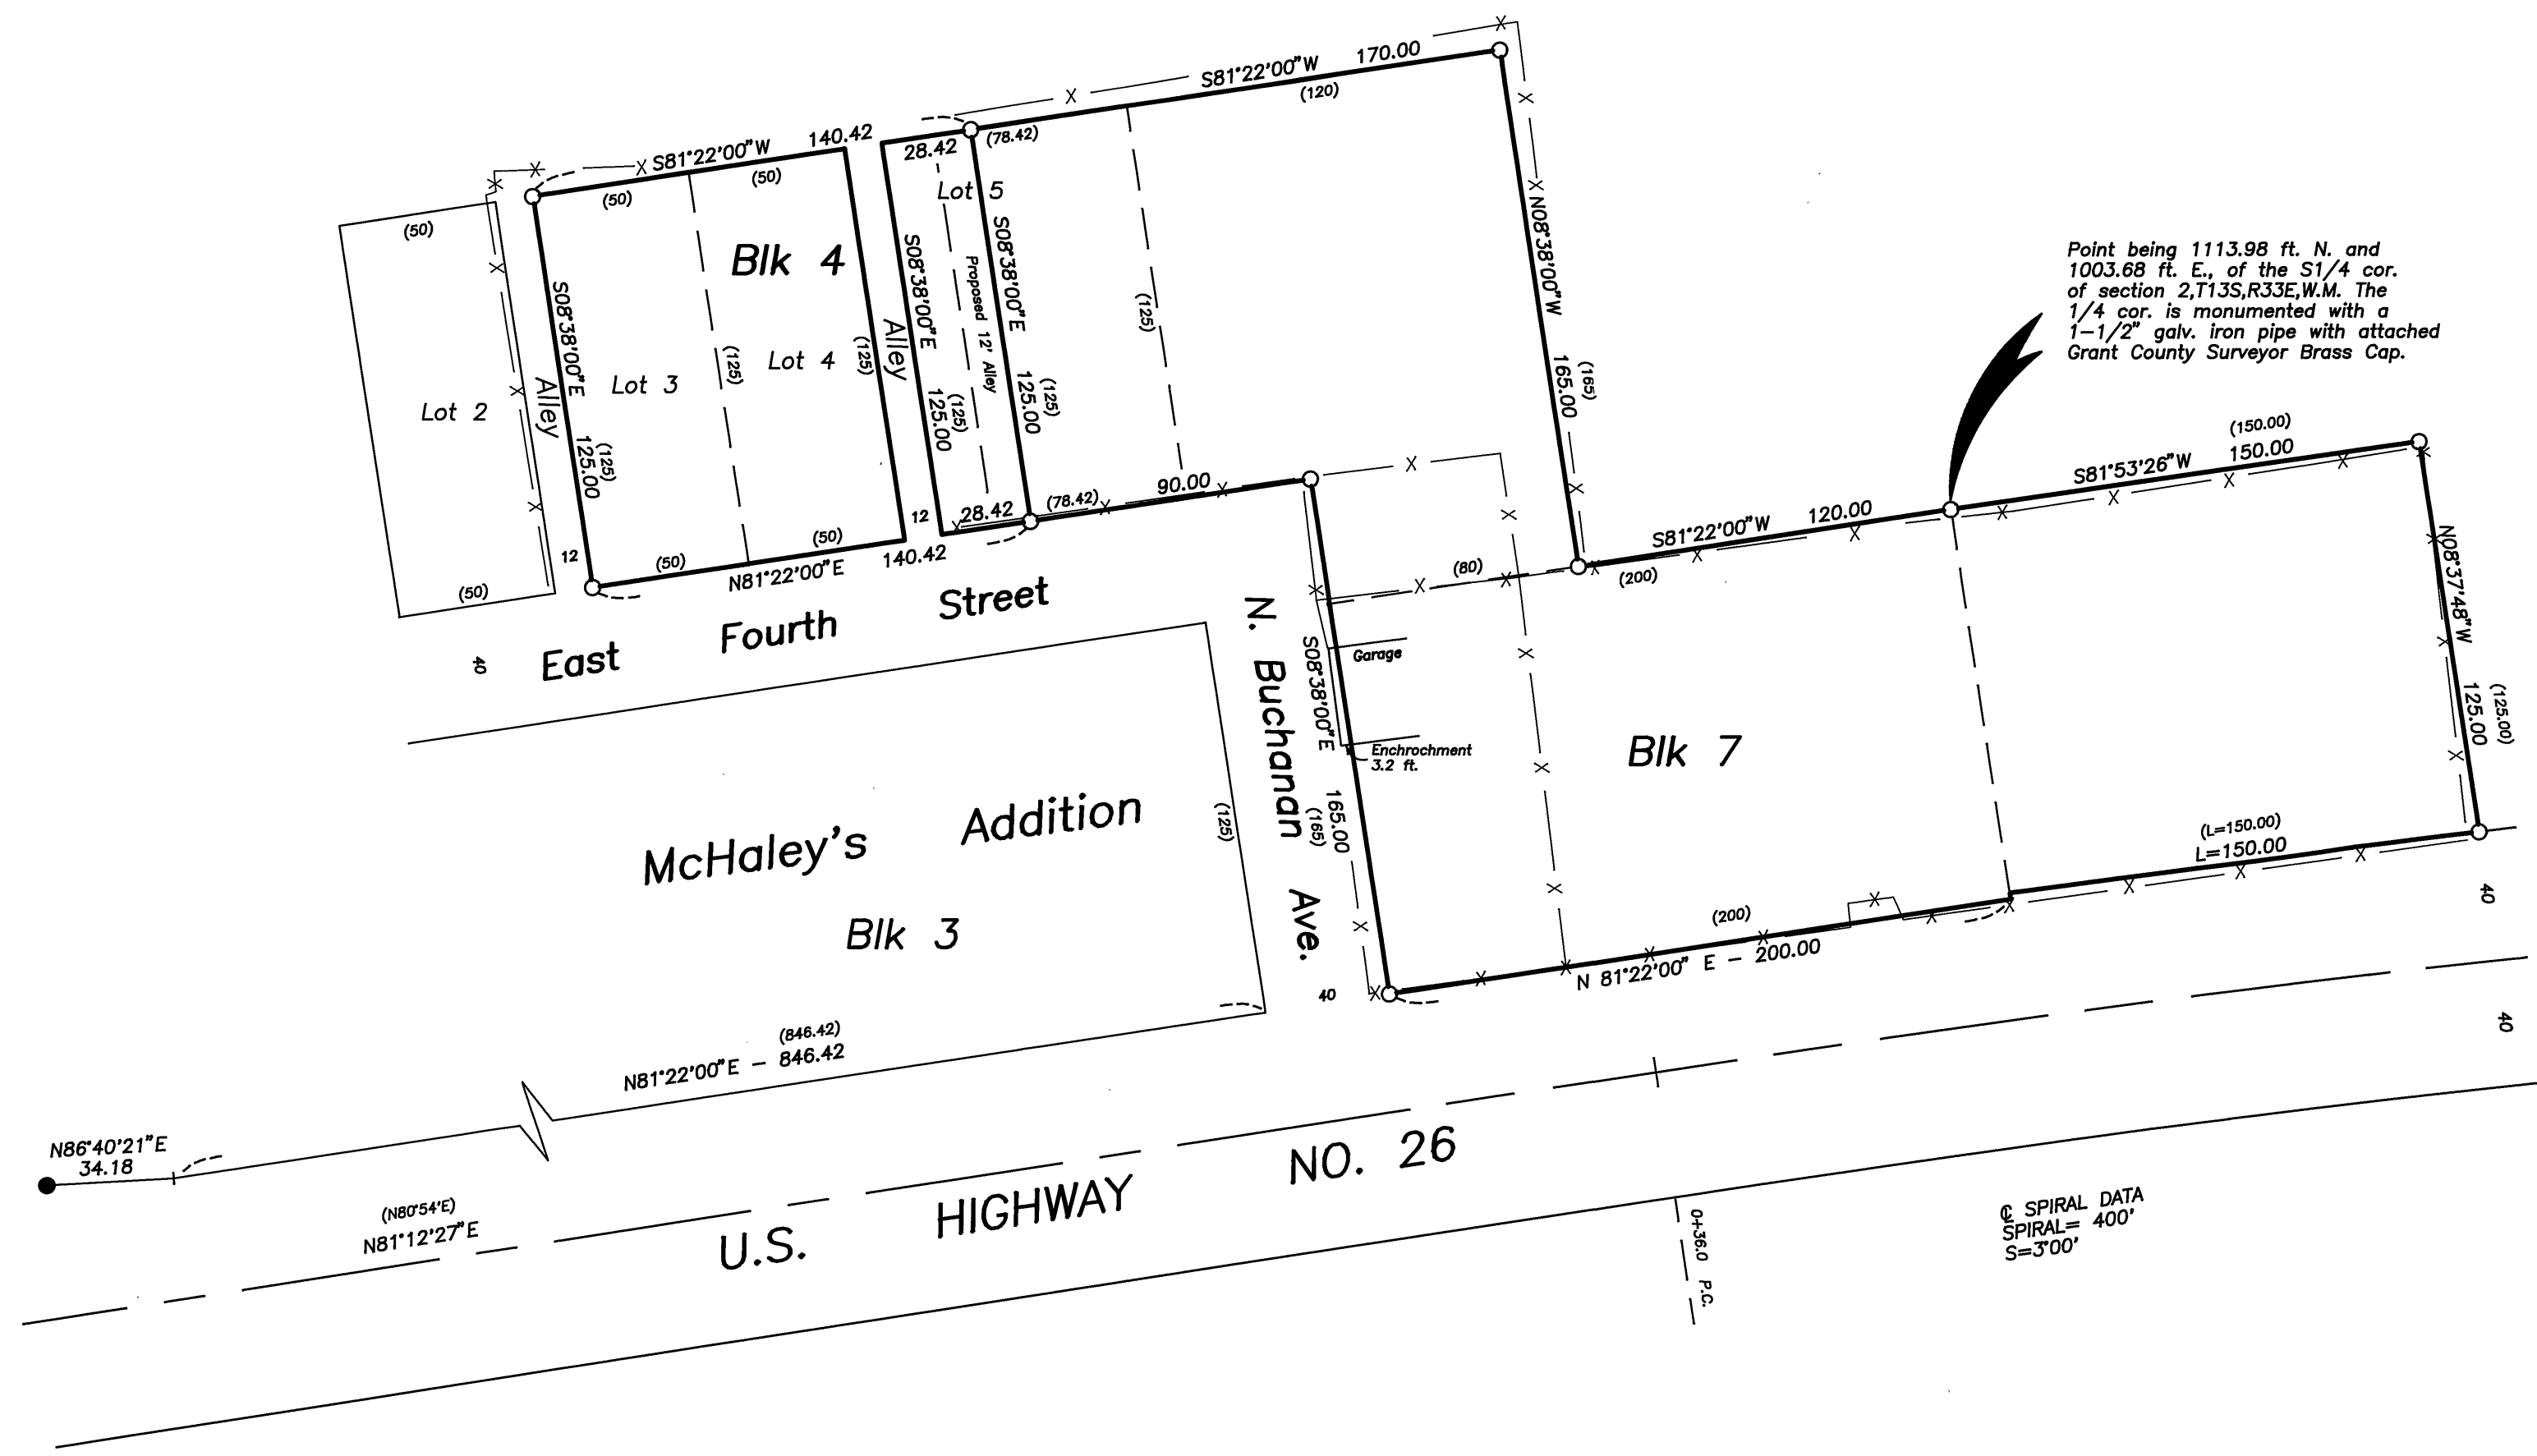 S81°22'00"W 170.00
(120)
S81°22'00"W 140.42
28.42
(78.42)
(50)
(50)
(50)
Lot 5
Blk 4
S08°38'00"E
125.00
(125)
Alley
Lot 2
Lot 3
(125)
Lot 4
(125)
Alley
S08°38'00"E
125.00
(125)
Proposed 12' Alley
S08°38'00"E
125.00
(125)
(125)
N08°38'00"W
165.00
(165)
Point being 1113.98 ft. N. and
1003.68 ft. E., of the S1/4 cor.
of section 2,T13S,R33E,W.M. The
1/4 cor. is monumented with a
1-1/2" galv. iron pipe with attached
Grant County Surveyor Brass Cap.
(150.00)
S81°53'26"W 150.00
S81°22'00"W 120.00
(200)
(80)
N08°37'48"W
125.00
(125.00)
90.00
(78.42)
28.42
12
140.42
(50)
(50)
N81°22'00"E
12
(50)
40
East Fourth Street
N. Buchanan Ave.
S08°38'00"E
165.00
(165)
Garage
Enchrochment
3.2 ft.
Blk 7
McHaley's Addition
Blk 3
(125)
40
(L=150.00)
L=150.00
(200)
N 81°22'00" E - 200.00
40
40
(846.42)
N81°22'00"E - 846.42
N86°40'21"E
34.18
(N80°54'E)
N81°12'27"E
U.S. HIGHWAY NO. 26
0+36.0 P.C.
℄ SPIRAL DATA
SPIRAL= 400'
S=3°00'